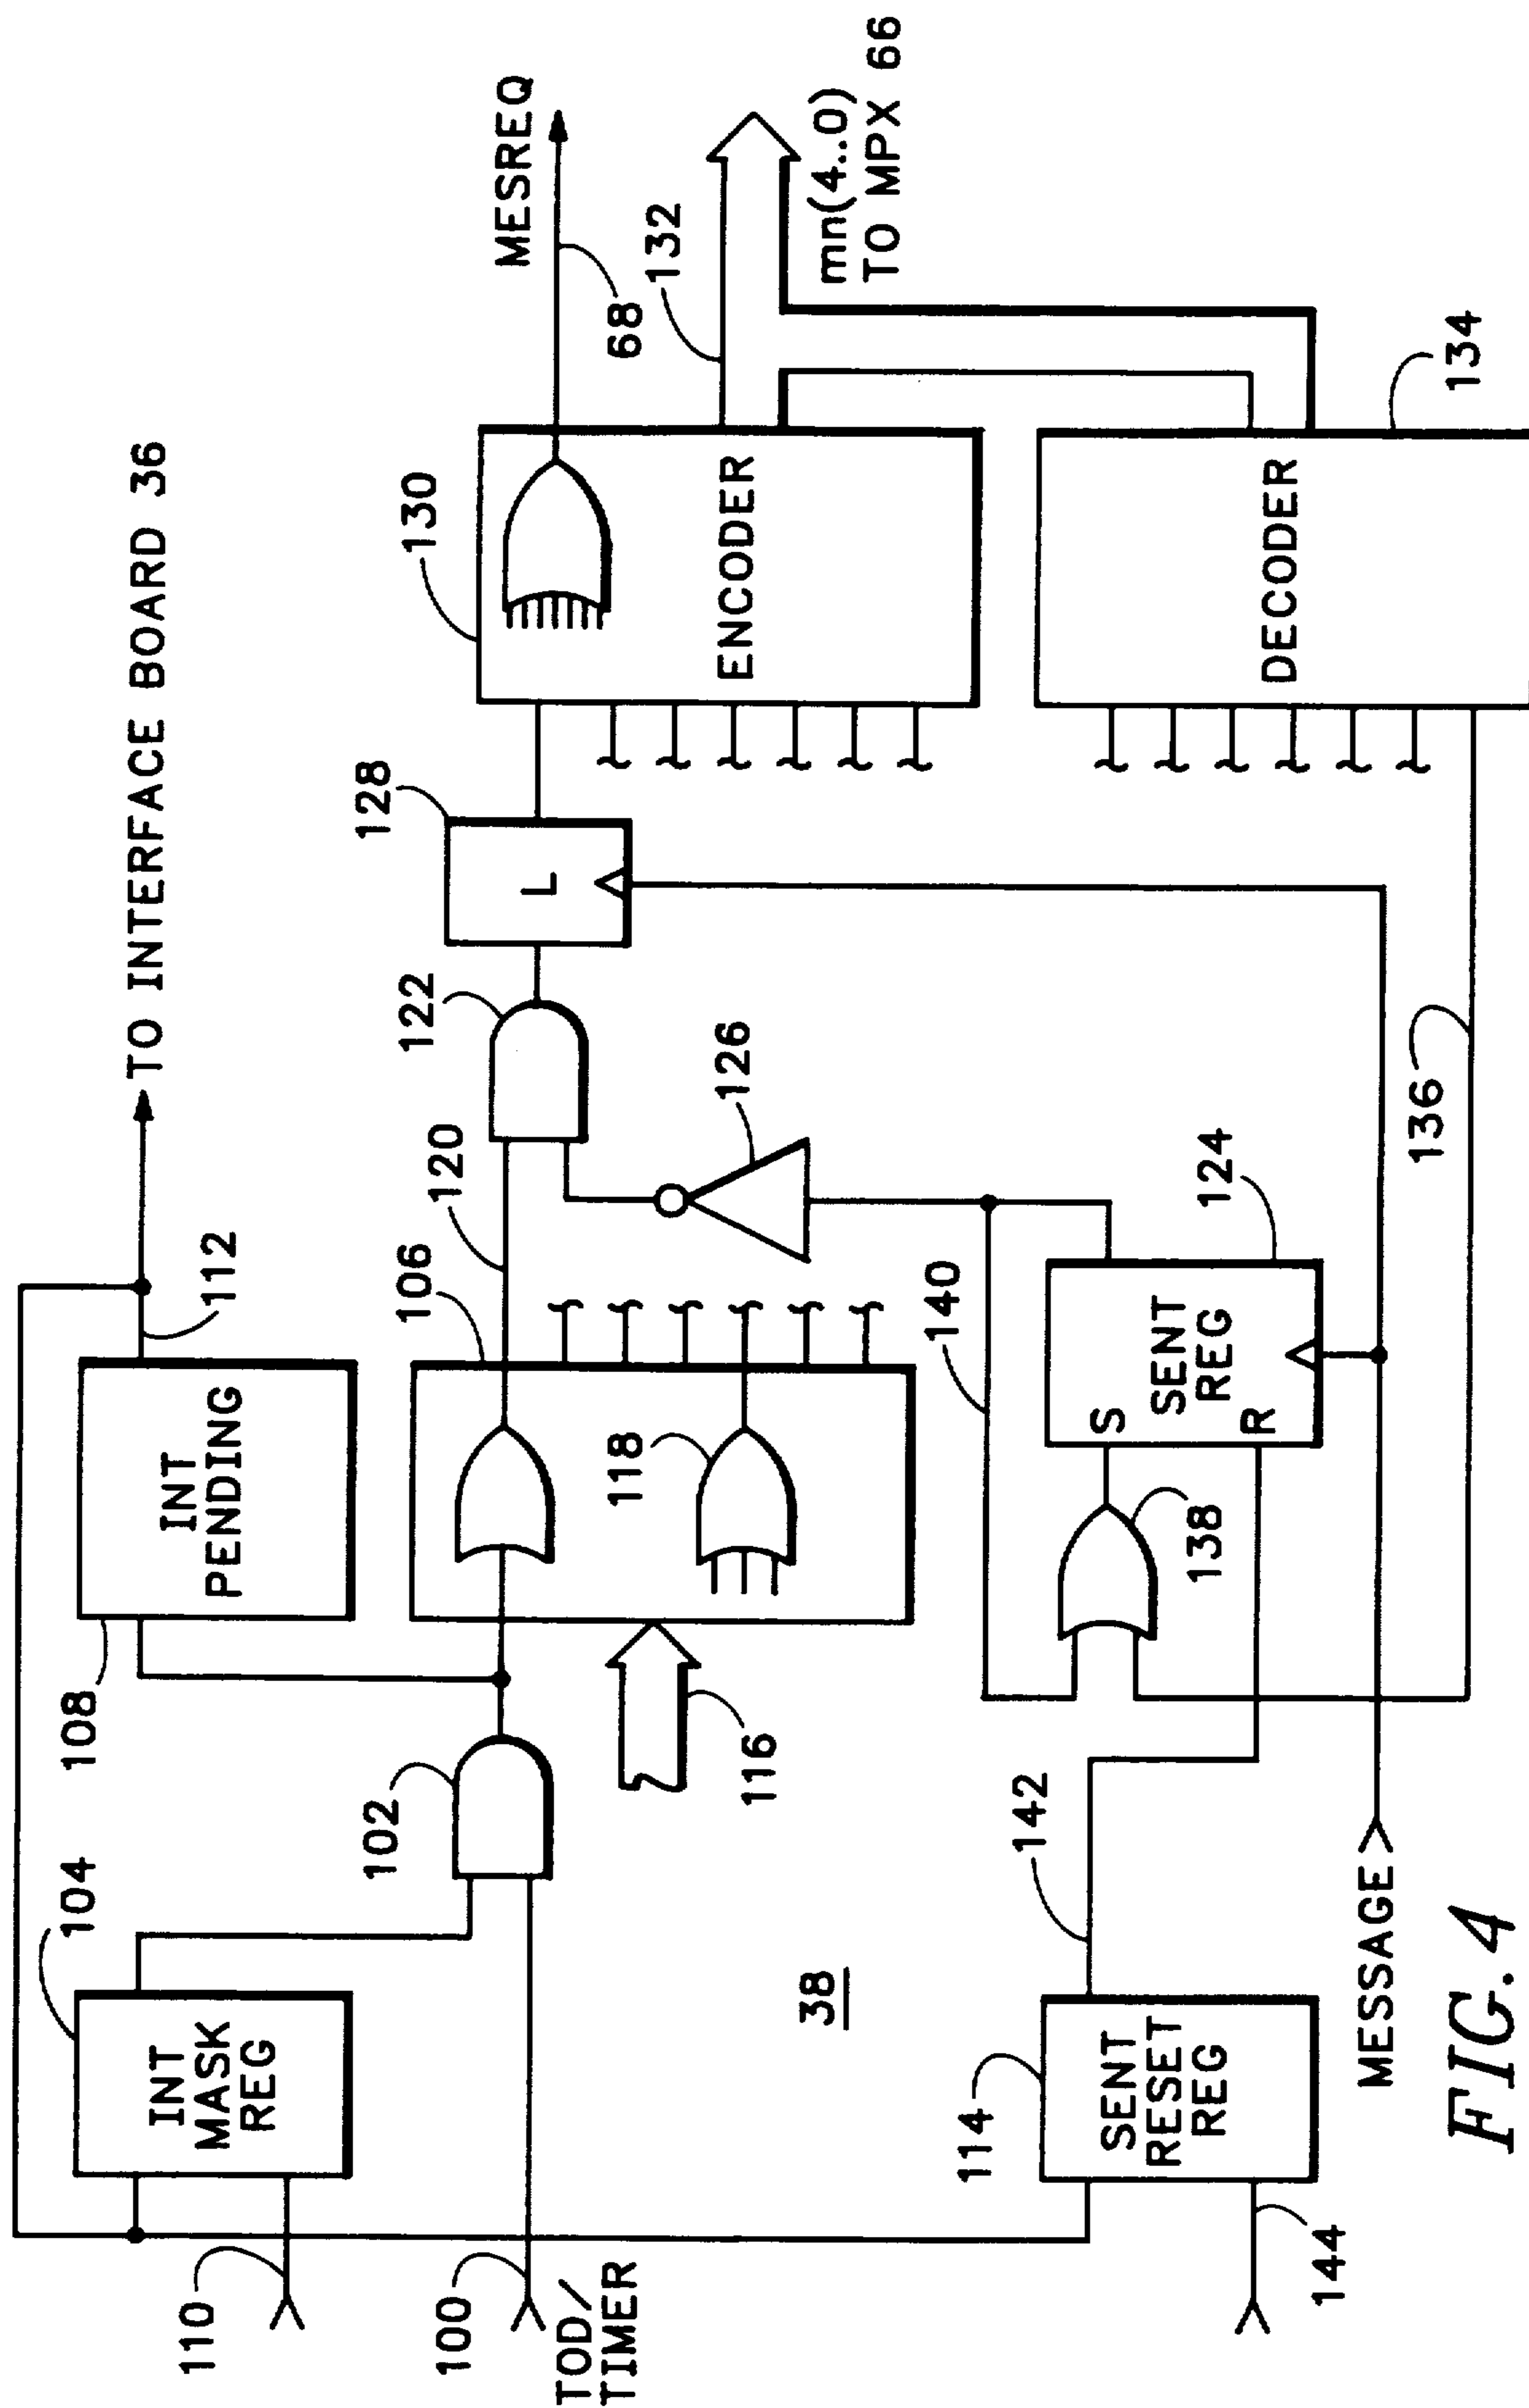 TO INTERFACE BOARD 36
112
INT
PENDING
108
104
INT
MASK
REG
110
102
100
TOD/
TIMER
106
118
116
120
122
126
128
L
130
ENCODER
MESREQ
68
132
mn(4..0)
TO MPX 66
DECODER
134
136
140
124
SENT
REG
S
R
138
142
38
114
SENT
RESET
REG
144
MESSAGE
FIG. 4